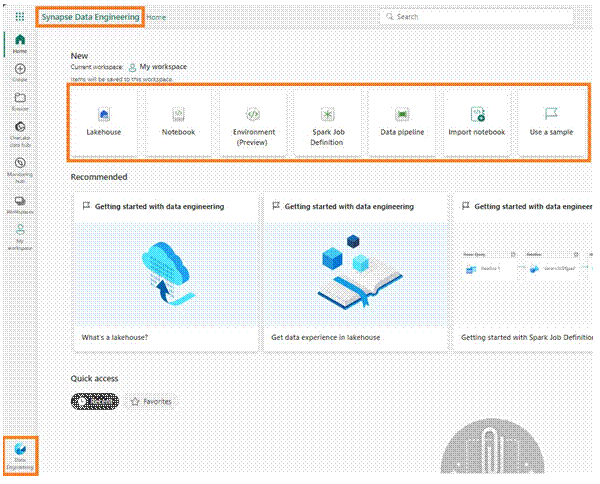 Synapse Data Engineering Home
Search
Home
Create
Browse
OneLake
data hub
Monitoring
hub
Workspaces
My
workspace
New
Current workspace: My workspace
Items will be saved to this workspace.
Lakehouse
Notebook
Environment
(Preview)
Spark Job
Definition
Data pipeline
Import notebook
Use a sample
Recommended
Getting started with data engineering
What's a lakehouse?
Getting started with data engineering
Get data experience in lakehouse
Getting started with data engineer
Getting started with Spark Job Definition
Quick access
Recent
Favorites
Data
Engineering